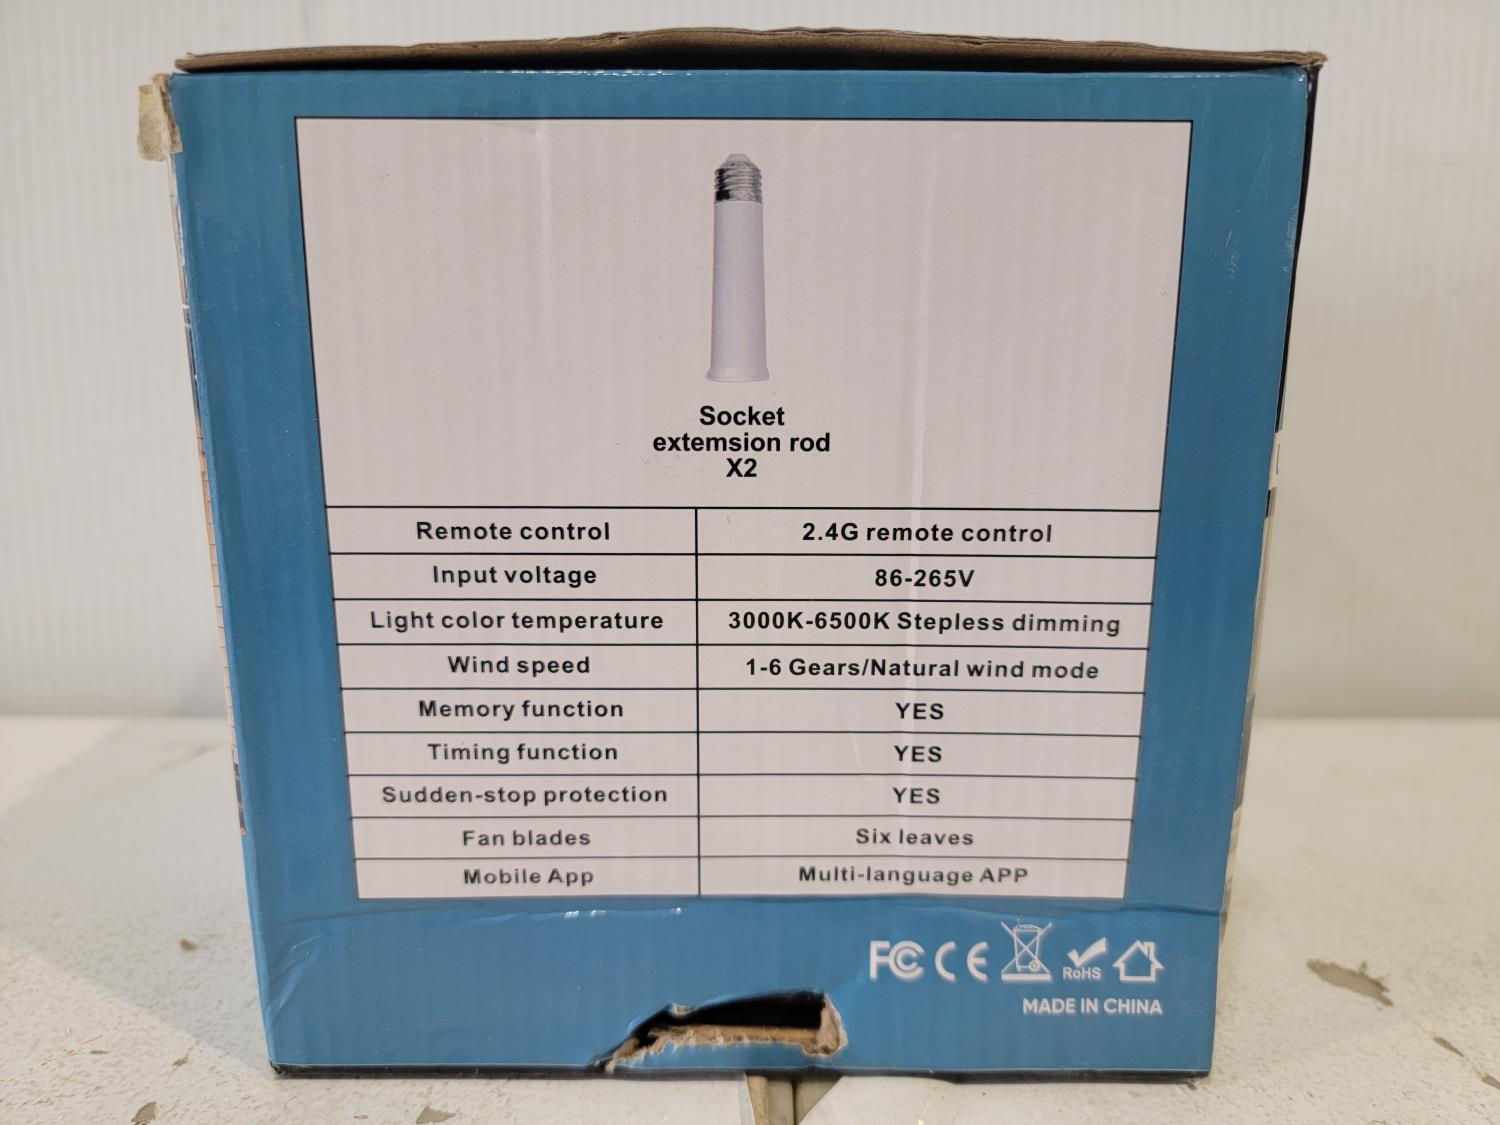 Socket
extemsion rod
X2
Remote control 2.4G remote control
Input voltage 86-265V
Light color temperature 3000K-6500K Stepless dimming
Wind speed 1-6 Gears/Natural wind mode
Memory function YES
Timing function YES
Sudden-stop protection YES
Fan blades Six leaves
Mobile App Multi-language APP
FC CE RoHS
MADE IN CHINA